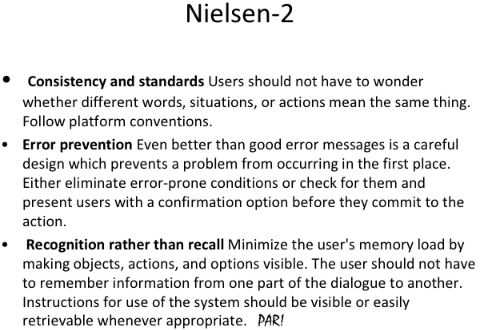 Nielsen-2
• Consistency and standards Users should not have to wonder
whether different words, situations, or actions mean the same thing.
Follow platform conventions.
• Error prevention Even better than good error messages is a careful
design which prevents a problem from occurring in the first place.
Either eliminate error-prone conditions or check for them and
present users with a confirmation option before they commit to the
action.
• Recognition rather than recall Minimize the user's memory load by
making objects, actions, and options visible. The user should not have
to remember information from one part of the dialogue to another.
Instructions for use of the system should be visible or easily
retrievable whenever appropriate. PAR!